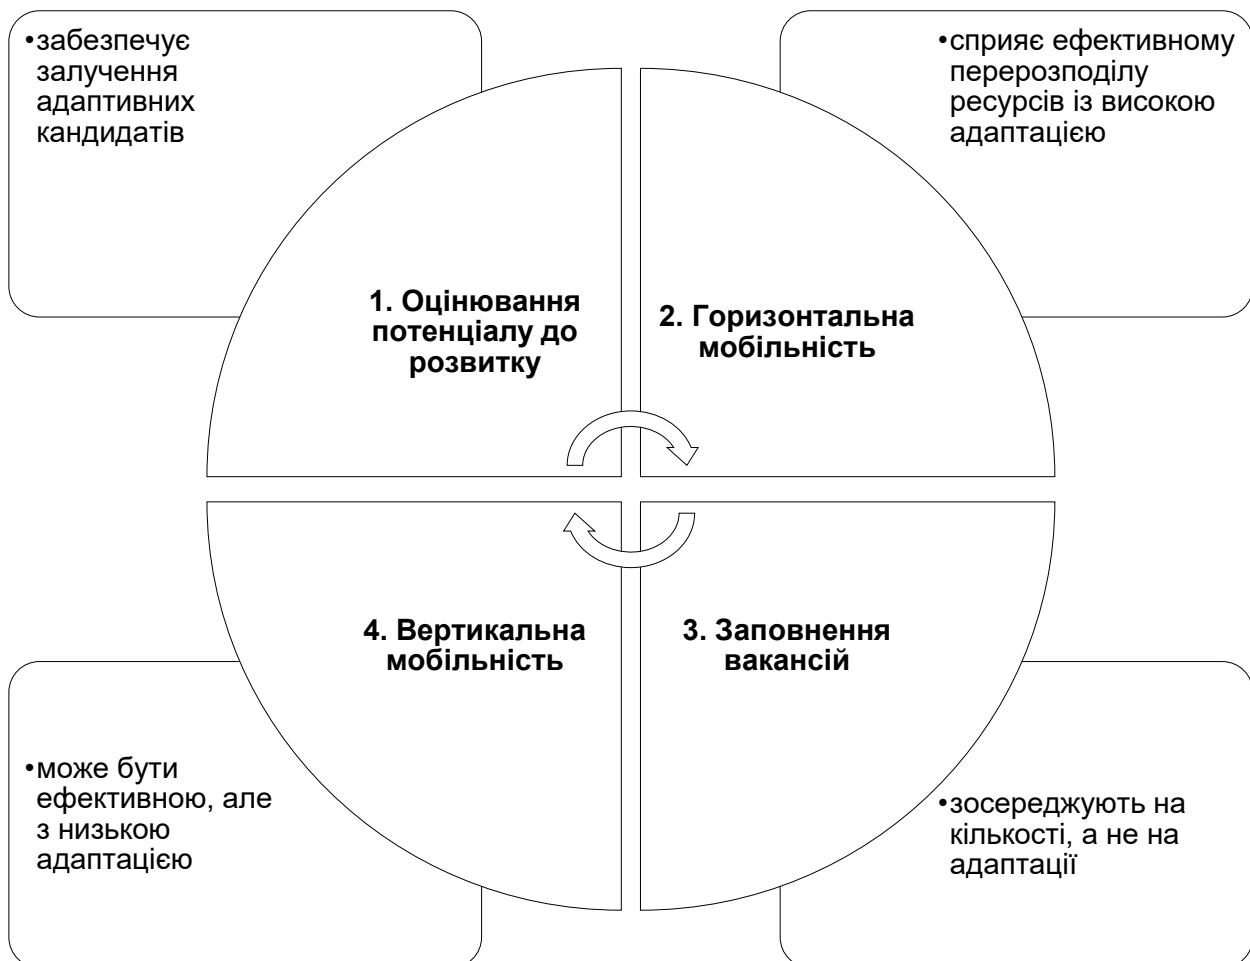 •забезпечує
залучення
адаптивних
кандидатів
•сприяє ефективному
перерозподілу
ресурсів із високою
адаптацією
1. Оцінювання
потенціалу до
розвитку
2. Горизонтальна
мобільність
4. Вертикальна
мобільність
3. Заповнення
вакансій
•може бути
ефективною, але
з низькою
адаптацією
•зосереджують на
кількості, а не на
адаптації